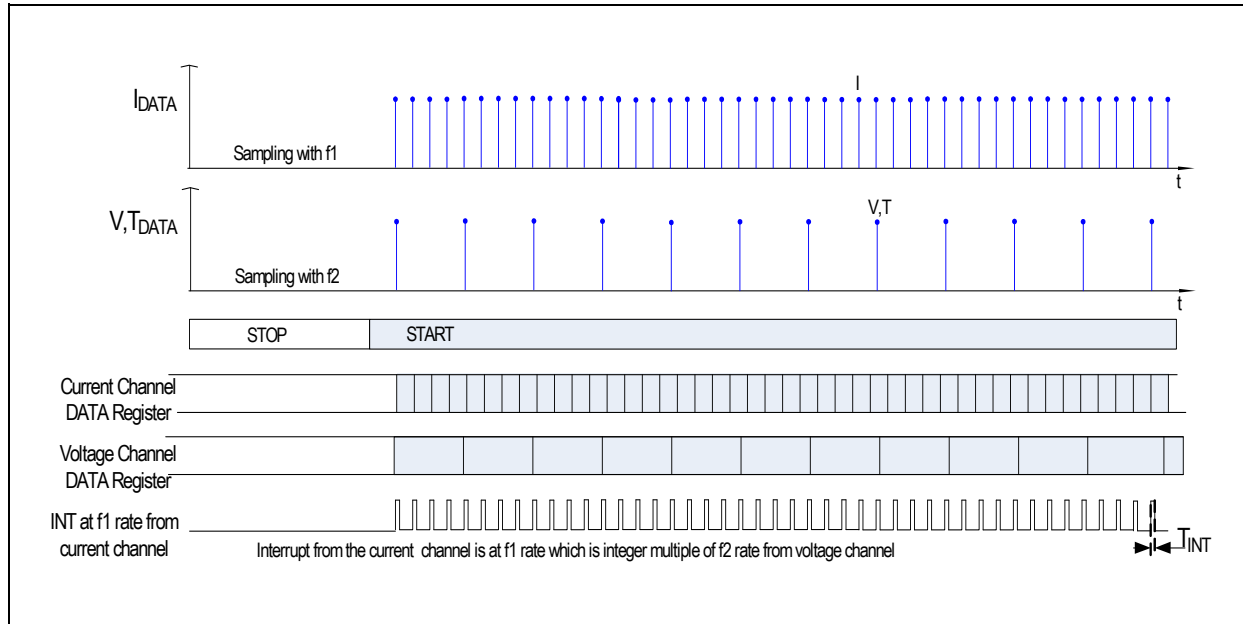 I
IDATA
Sampling with f1
t
V,TDATA
V,T
Sampling with f2
t
STOP
START
Current Channel
DATA Register
Voltage Channel
DATA Register
INT at f1 rate from
current channel
Interrupt from the current channel is at f1 rate which is integer multiple of f2 rate from voltage channel
TINT